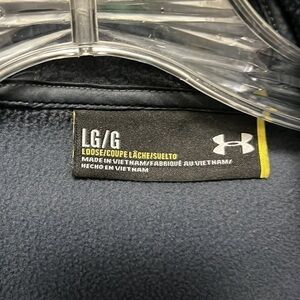 LG/G
LOOSE/COUPE LÂCHE/SUELTO
MADE IN VIETNAM/FABRIQUÉ AU VIETNAM/
HECHO EN VIETNAM